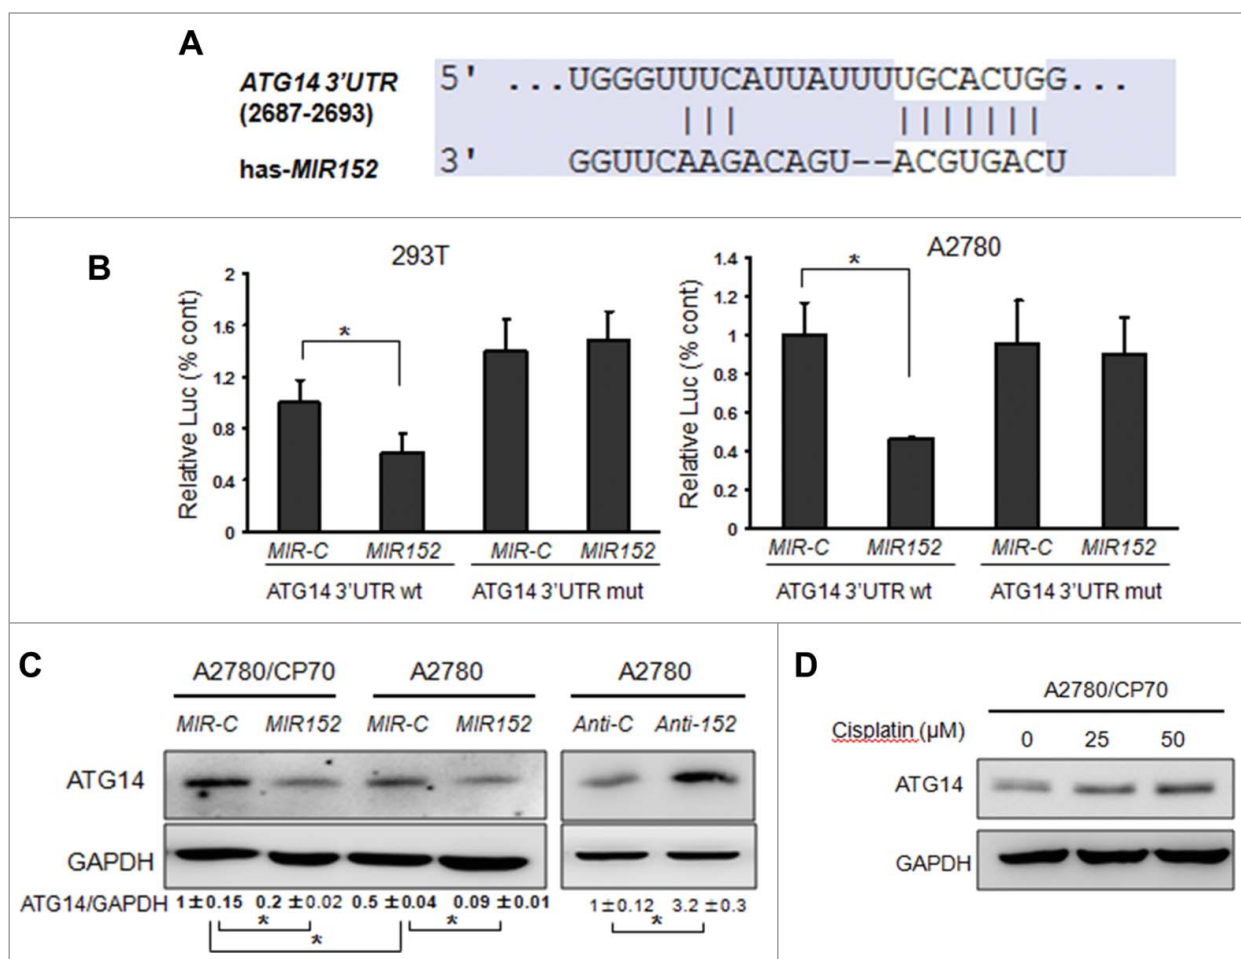 A
ATG14 3'UTR
(2687-2693)
5' ...UGGGUUUCAUUAUUUUGCACUGG...
||| |||||||
has-MIR152
3' GGUUCAAGACAGU--ACGUGACU
B
293T
Relative Luc (% cont)
2
1.6
1.2
0.8
0.4
0
*
MIR-C MIR152 MIR-C MIR152
ATG14 3'UTR wt ATG14 3'UTR mut
A2780
Relative Luc (% cont)
1.4
1.2
1
0.8
0.6
0.4
0.2
0
*
MIR-C MIR152 MIR-C MIR152
ATG14 3'UTR wt ATG14 3'UTR mut
C
A2780/CP70 A2780 A2780
MIR-C MIR152 MIR-C MIR152 Anti-C Anti-152
ATG14
GAPDH
ATG14/GAPDH 1±0.15 0.2 ±0.02 0.5 ±0.04 0.09 ±0.01 1±0.12 3.2 ±0.3
* * *
*
D
A2780/CP70
Cisplatin (µM) 0 25 50
ATG14
GAPDH